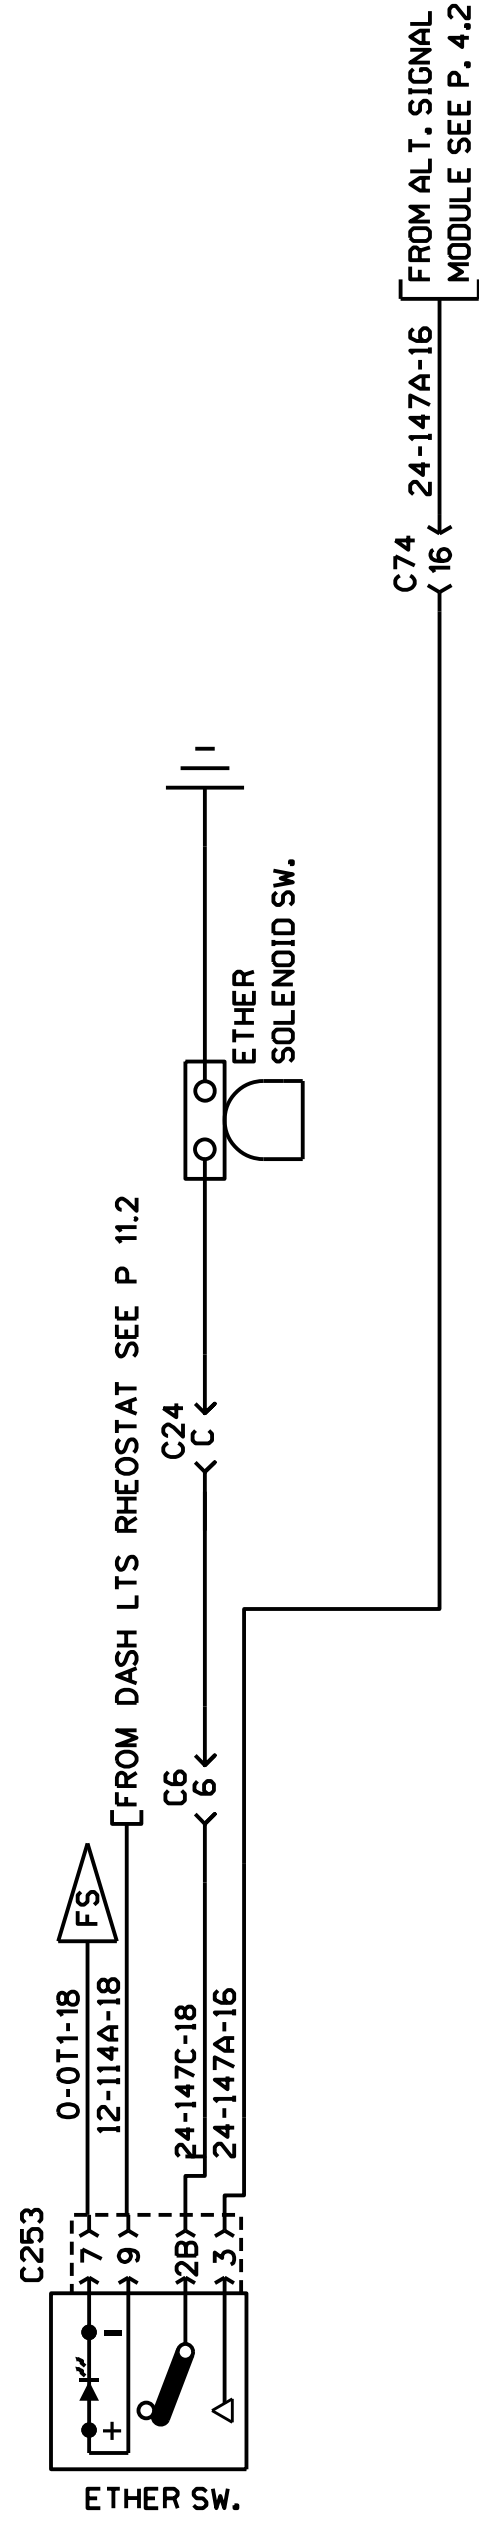 FROM ALT. SIGNAL
MODULE SEE P. 4.2
24-147A-16
C74
16
ETHER
SOLENOID SW.
FROM DASH LTS RHEOSTAT SEE P 11.2
C24
C
C6
6
FS
0-0T1-18
12-114A-18
24-147C-18
24-147A-16
C253
7
9
2B
3
-
+
ETHER SW.